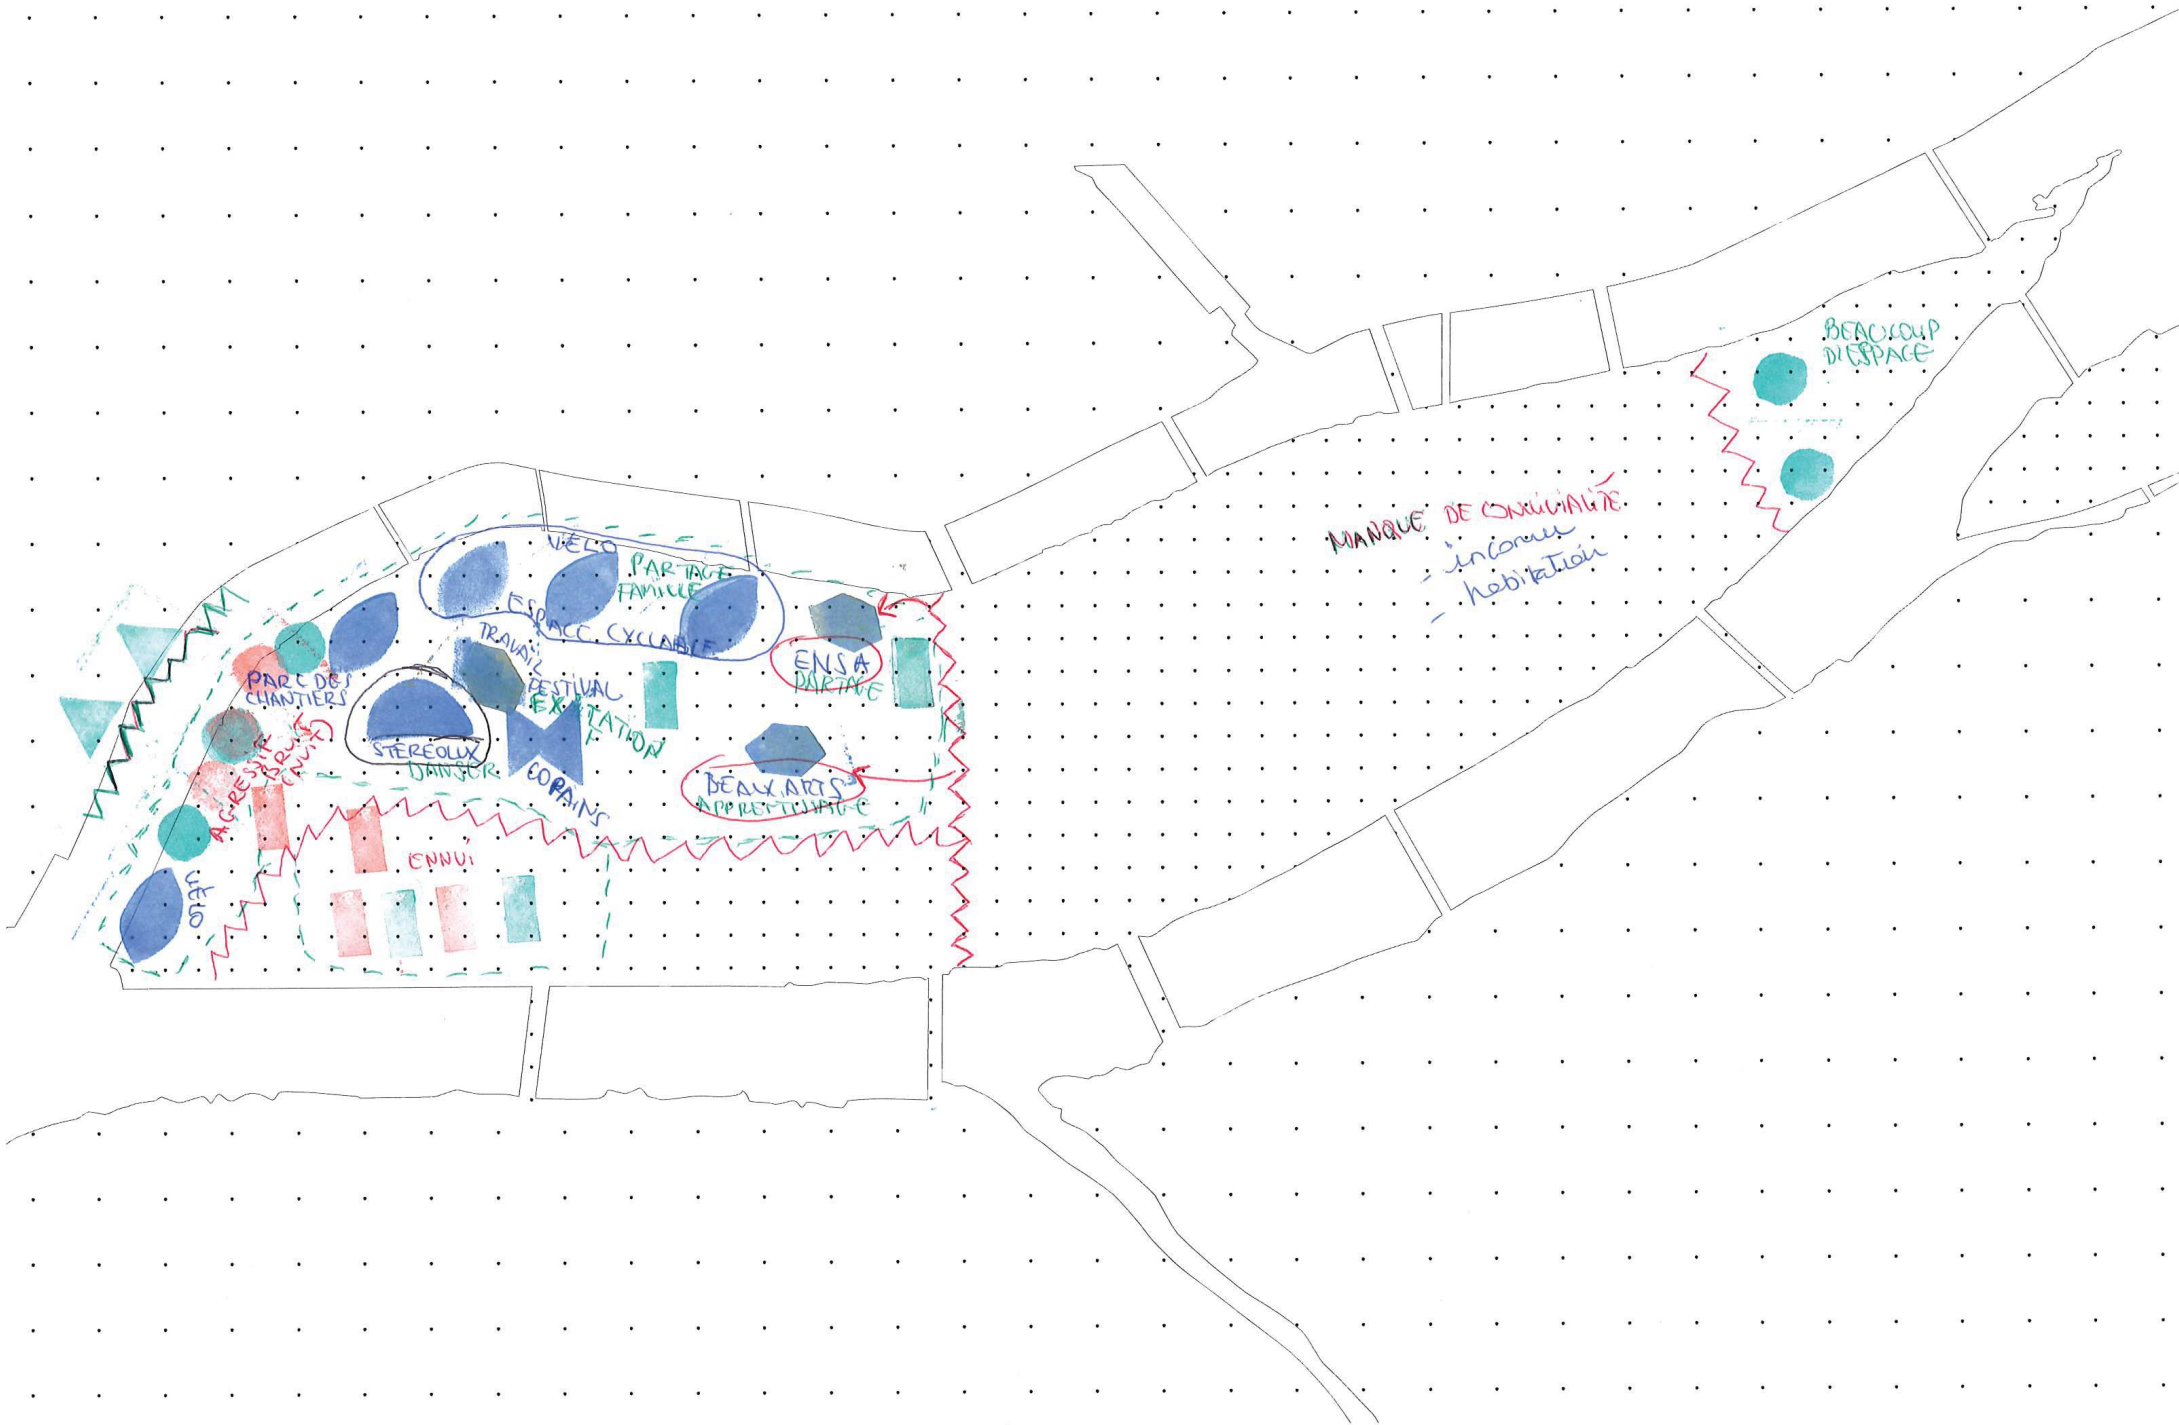 BEAUCOUP
D'ESPACE
MANQUE DE CONVIVIALITÉ
- inconnu
- habitation
VÉLO
PARTAGE
FAMILLE
ESPACE CYCLABLE
TRAVAIL
FESTIVAL
EXCITATION
ENSA
PARTAGE
PARC DES
CHANTIERS
STEREOLUX
DANSER
COPAINS
BEAUX ARTS
APPRENTISSAGE
AGRESSIF
BRUIT
(NUIT)
ENNUI
VÉLO